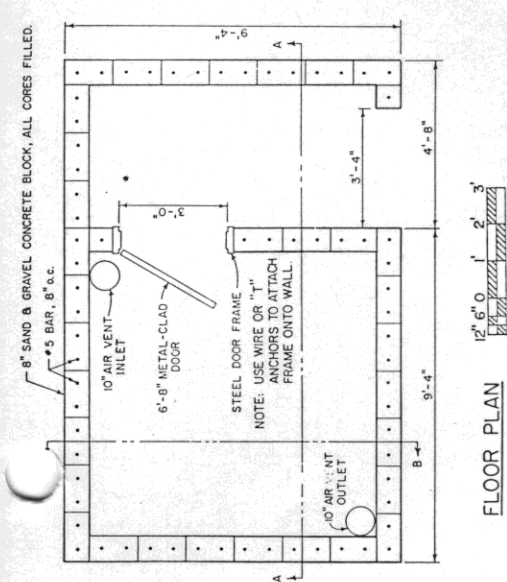 8" SAND & GRAVEL CONCRETE BLOCK, ALL CORES FILLED.
#5 BAR, 8" o.c.
9'-4"
A
10" AIR VENT
INLET
3'-0"
3'-4"
4'-8"
6'-8" METAL-CLAD
DOOR
STEEL DOOR FRAME
NOTE: USE WIRE OR "T"
ANCHORS TO ATTACH
FRAME ONTO WALL.
9'-4"
B
10" AIR VENT
OUTLET
A
FLOOR PLAN
12" 6" 0 1' 2' 3'